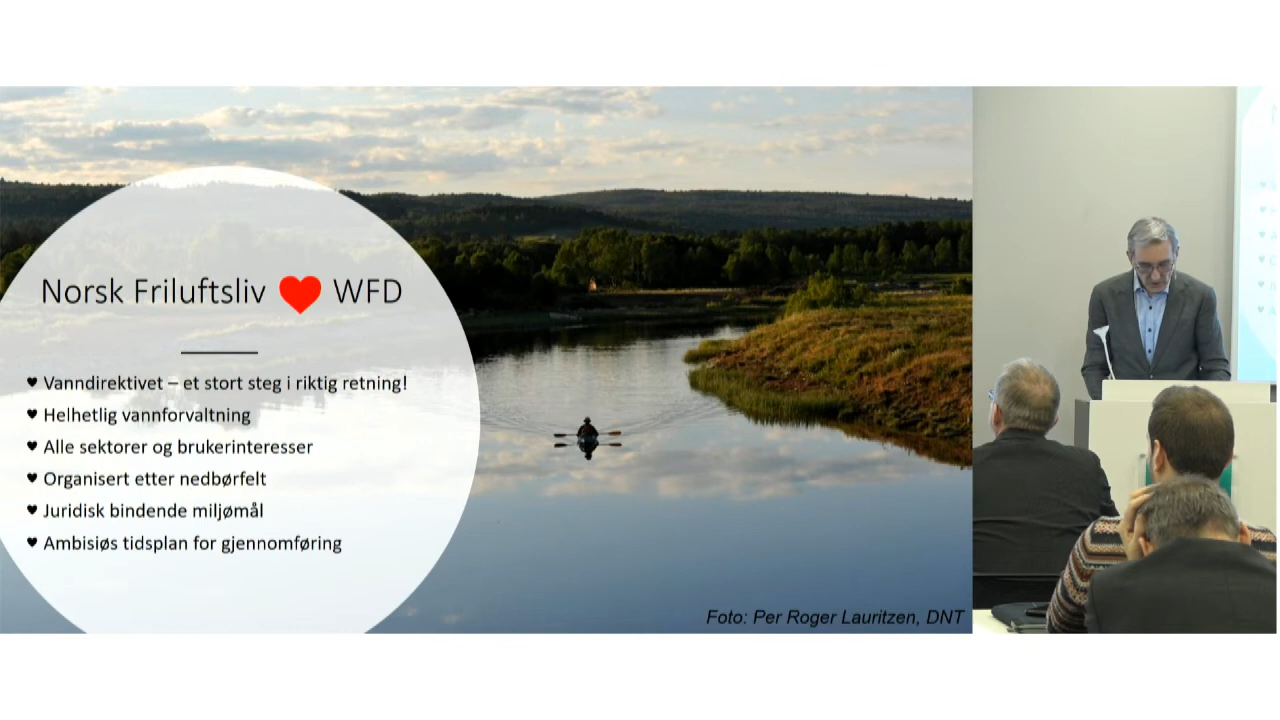 Norsk Friluftsliv ❤ WFD
♥ Vanndirektivet – et stort steg i riktig retning!
♥ Helhetlig vannforvaltning
♥ Alle sektorer og brukerinteresser
♥ Organisert etter nedbørfelt
♥ Juridisk bindende miljømål
♥ Ambisiøs tidsplan for gjennomføring
Foto: Per Roger Lauritzen, DNT